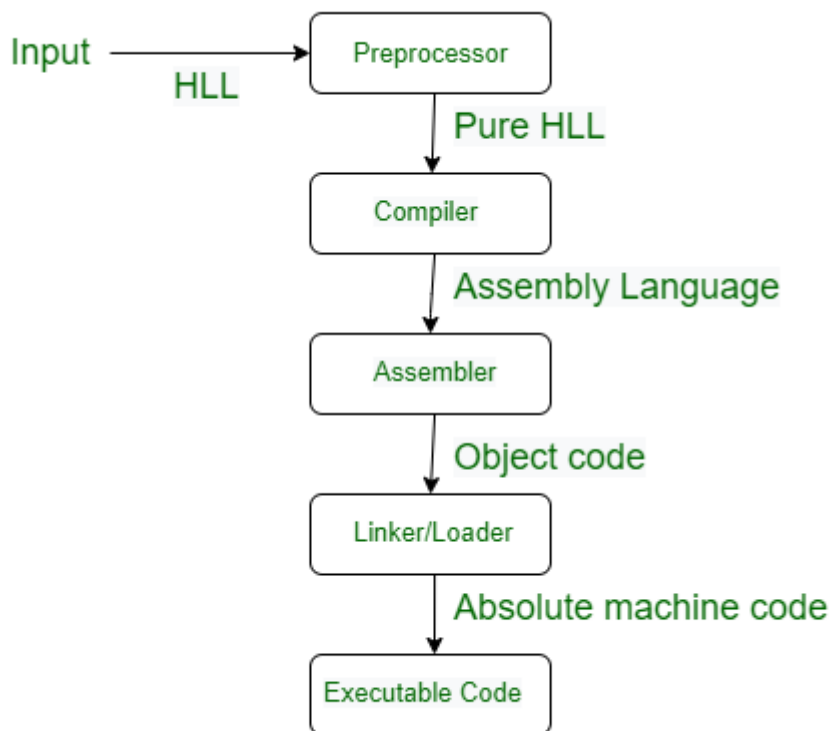 Input
HLL
Preprocessor
Pure HLL
Compiler
Assembly Language
Assembler
Object code
Linker/Loader
Absolute machine code
Executable Code